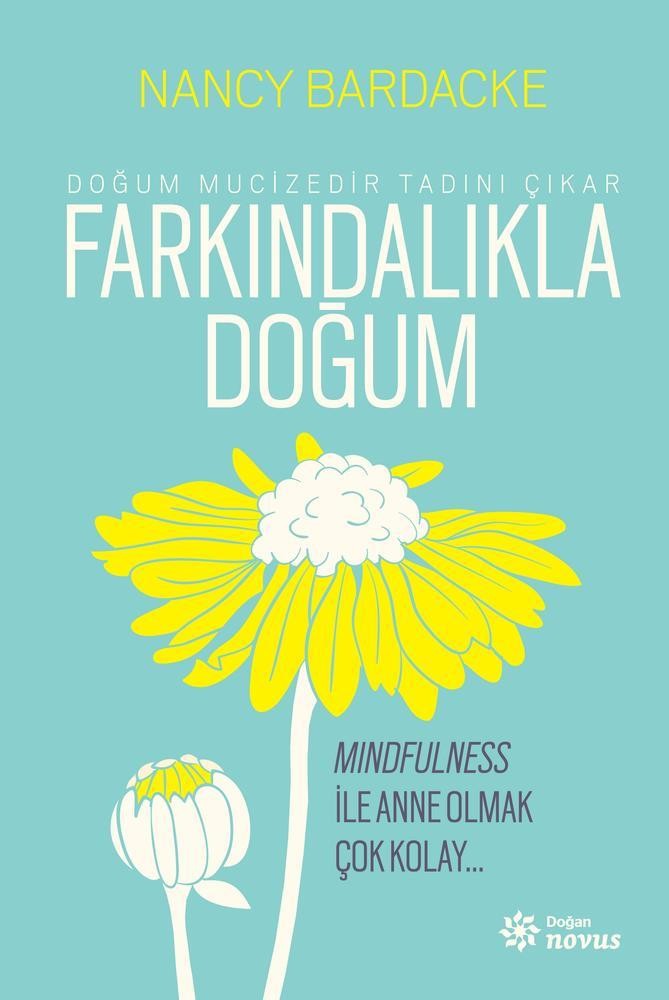 NANCY BARDACKE
DOĞUM MUCİZEDİR TADINI ÇIKAR
FARKINDALIKLA
DOĞUM
MINDFULNESS
İLE ANNE OLMAK
ÇOK KOLAY...
Doğan
novus